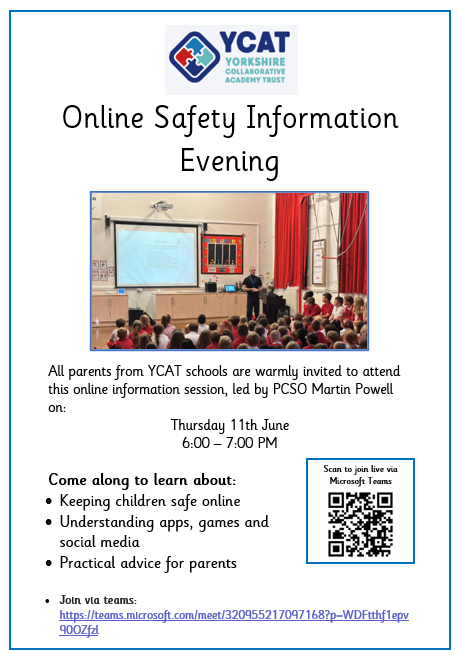 YCAT
YORKSHIRE
COLLABORATIVE
ACADEMY TRUST
Online Safety Information
Evening
All parents from YCAT schools are warmly invited to attend
this online information session, led by PCSO Martin Powell
on:
Thursday 11th June
6:00 – 7:00 PM
Scan to join live via
Microsoft Teams
Come along to learn about:
• Keeping children safe online
• Understanding apps, games and
social media
• Practical advice for parents
• Join via teams:
https://teams.microsoft.com/meet/320955217097168?p=WDFtthf1epv
90OZfzl